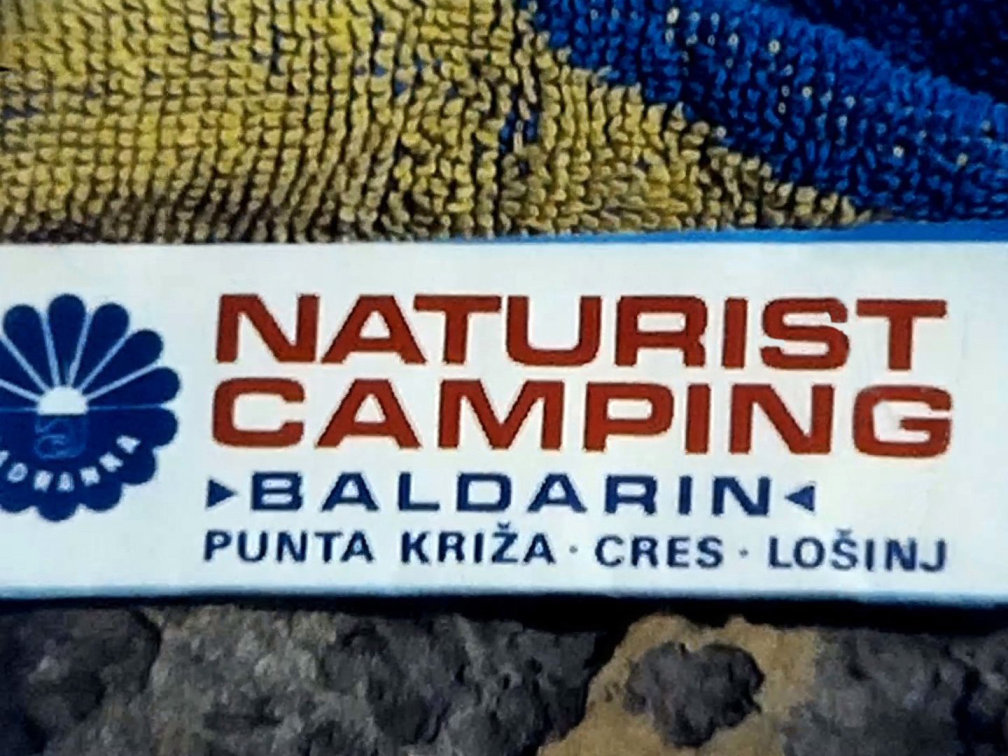 NATURIST
CAMPING
▶BALDARIN◀
PUNTA KRIŽA · CRES · LOŠINJ